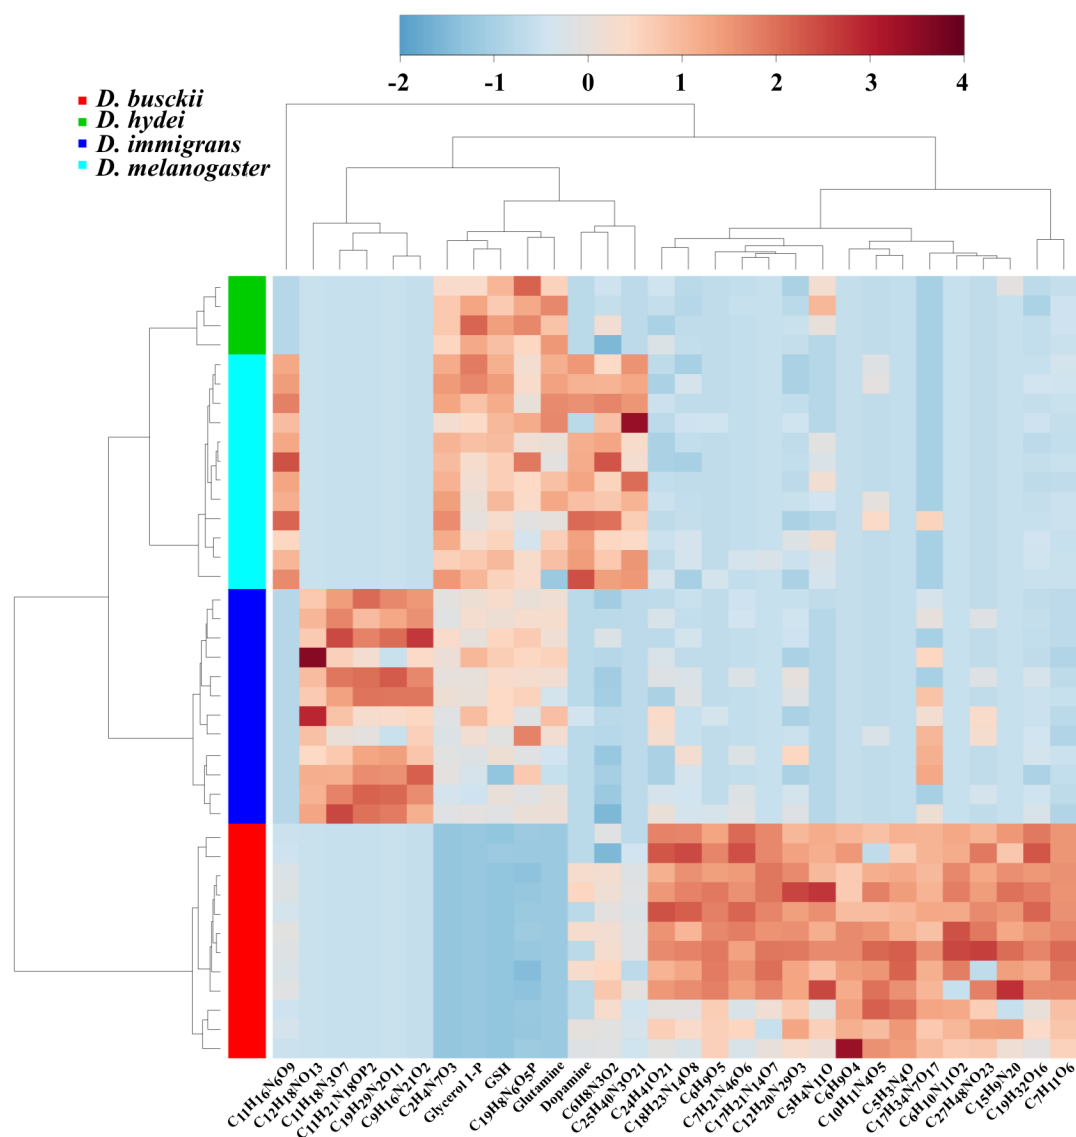 -2 -1 0 1 2 3 4
D. busckii
D. hydei
D. immigrans
D. melanogaster
C11H16N6O9
C12H18NO13
C11H18N3O7
C11H21N18OP2
C19H29N2O11
C9H16N21O2
C2H4N7O3
Glycerol 1-P
GSH
C19H8N6O5P
Glutamine
Dopamine
C6H8N3O2
C25H40N3O21
C24H41O21
C18H23N14O8
C6H9O5
C7H21N46O6
C17H21N14O7
C12H20N29O3
C5H4N11O
C6H9O4
C10H11N4O5
C5H3N4O
C17H34N7O17
C6H10N11O2
C27H48NO23
C15H9N20
C19H32O16
C7H11O6